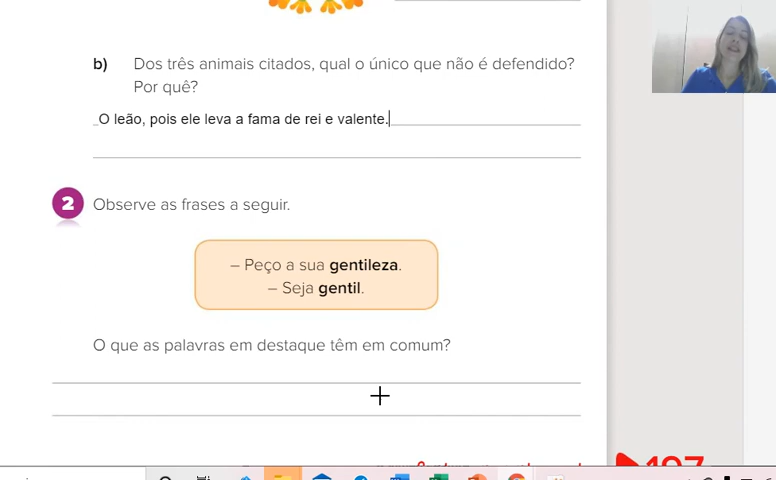 b) Dos três animais citados, qual o único que não é defendido?
Por quê?
O leão, pois ele leva a fama de rei e valente.
2 Observe as frases a seguir.
– Peço a sua gentileza.
– Seja gentil.
O que as palavras em destaque têm em comum?